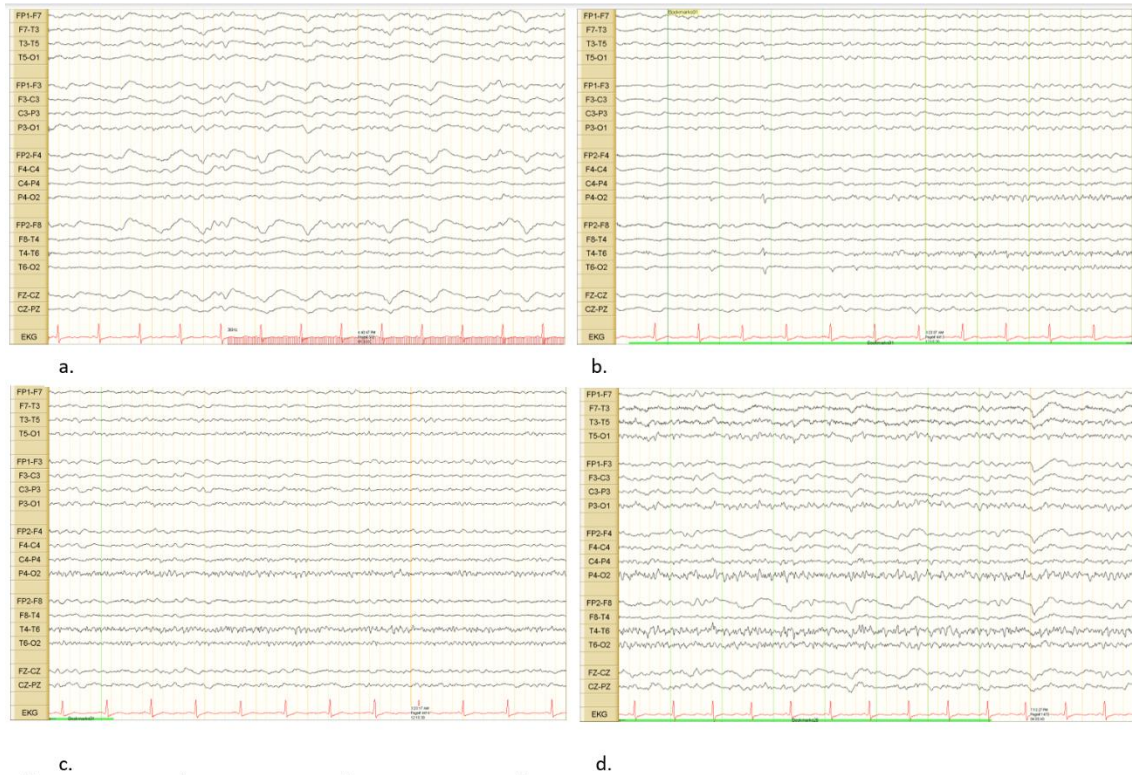 FP1-F7
F7-T3
T3-T5
T5-O1
FP1-F3
F3-C3
C3-P3
P3-O1
FP2-F4
F4-C4
C4-P4
P4-O2
FP2-F8
F8-T4
T4-T6
T6-O2
FZ-CZ
CZ-PZ
EKG
a.
FP1-F7
F7-T3
T3-T5
T5-O1
FP1-F3
F3-C3
C3-P3
P3-O1
FP2-F4
F4-C4
C4-P4
P4-O2
FP2-F8
F8-T4
T4-T6
T6-O2
FZ-CZ
CZ-PZ
EKG
b.
FP1-F7
F7-T3
T3-T5
T5-O1
FP1-F3
F3-C3
C3-P3
P3-O1
FP2-F4
F4-C4
C4-P4
P4-O2
FP2-F8
F8-T4
T4-T6
T6-O2
FZ-CZ
CZ-PZ
EKG
c.
FP1-F7
F7-T3
T3-T5
T5-O1
FP1-F3
F3-C3
C3-P3
P3-O1
FP2-F4
F4-C4
C4-P4
P4-O2
FP2-F8
F8-T4
T4-T6
T6-O2
FZ-CZ
CZ-PZ
EKG
d.